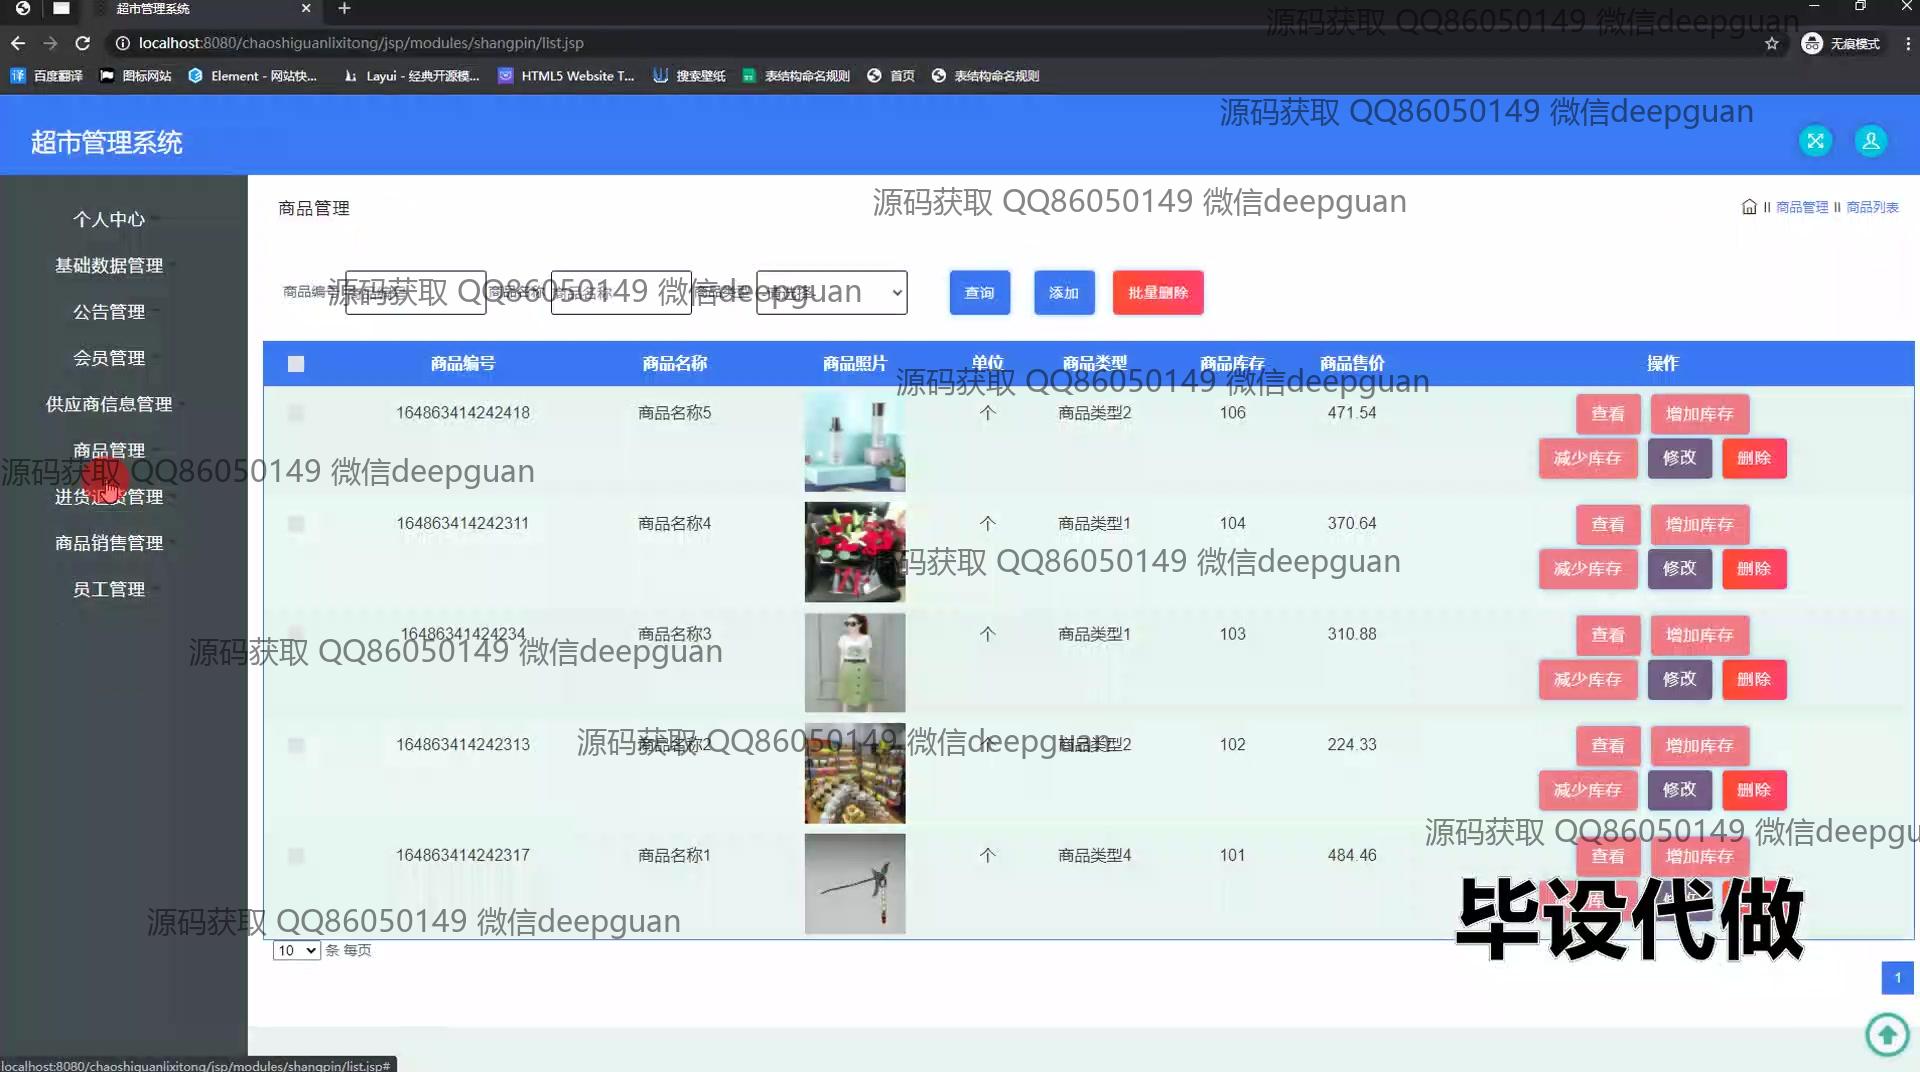 超市管理系统
localhost:8080/chaoshiguanlixitong/jsp/modules/shangpin/list.jsp
无痕模式
百度翻译 图标网站 Element - 网站快... Layui - 经典开源模... HTML5 Website T... 搜索壁纸 表结构命名规则 首页 表结构命名规则
源码获取 QQ86050149 微信deepguan
源码获取 QQ86050149 微信deepguan
超市管理系统
源码获取 QQ86050149 微信deepguan
商品管理
商品管理 商品列表
个人中心
基础数据管理
公告管理
会员管理
供应商信息管理
商品管理
进货退货管理
商品销售管理
员工管理
源码获取 QQ86050149 微信deepguan
商品编号 商品名称
查询 添加 批量删除
源码获取 QQ86050149 微信deepguan
商品编号 商品名称 商品照片 单位 商品类型 商品库存 商品售价 操作
源码获取 QQ86050149 微信deepguan
164863414242418 商品名称5 个 商品类型2 106 471.54 查看 增加库存
减少库存 修改 删除
源码获取 QQ86050149 微信deepguan
164863414242311 商品名称4 个 商品类型1 104 370.64 查看 增加库存
减少库存 修改 删除
源码获取 QQ86050149 微信deepguan
16486341424234 商品名称3 个 商品类型1 103 310.88 查看 增加库存
减少库存 修改 删除
源码获取 QQ86050149 微信deepguan
164863414242313 商品名称2 个 商品类型2 102 224.33 查看 增加库存
减少库存 修改 删除
源码获取 QQ86050149 微信deepgu
164863414242317 商品名称1 个 商品类型4 101 484.46 查看 增加库存
毕设代做
源码获取 QQ86050149 微信deepguan
10 条 每页
1
localhost:8080/chaoshiguanlixitong/jsp/modules/shangpin/list.jsp#